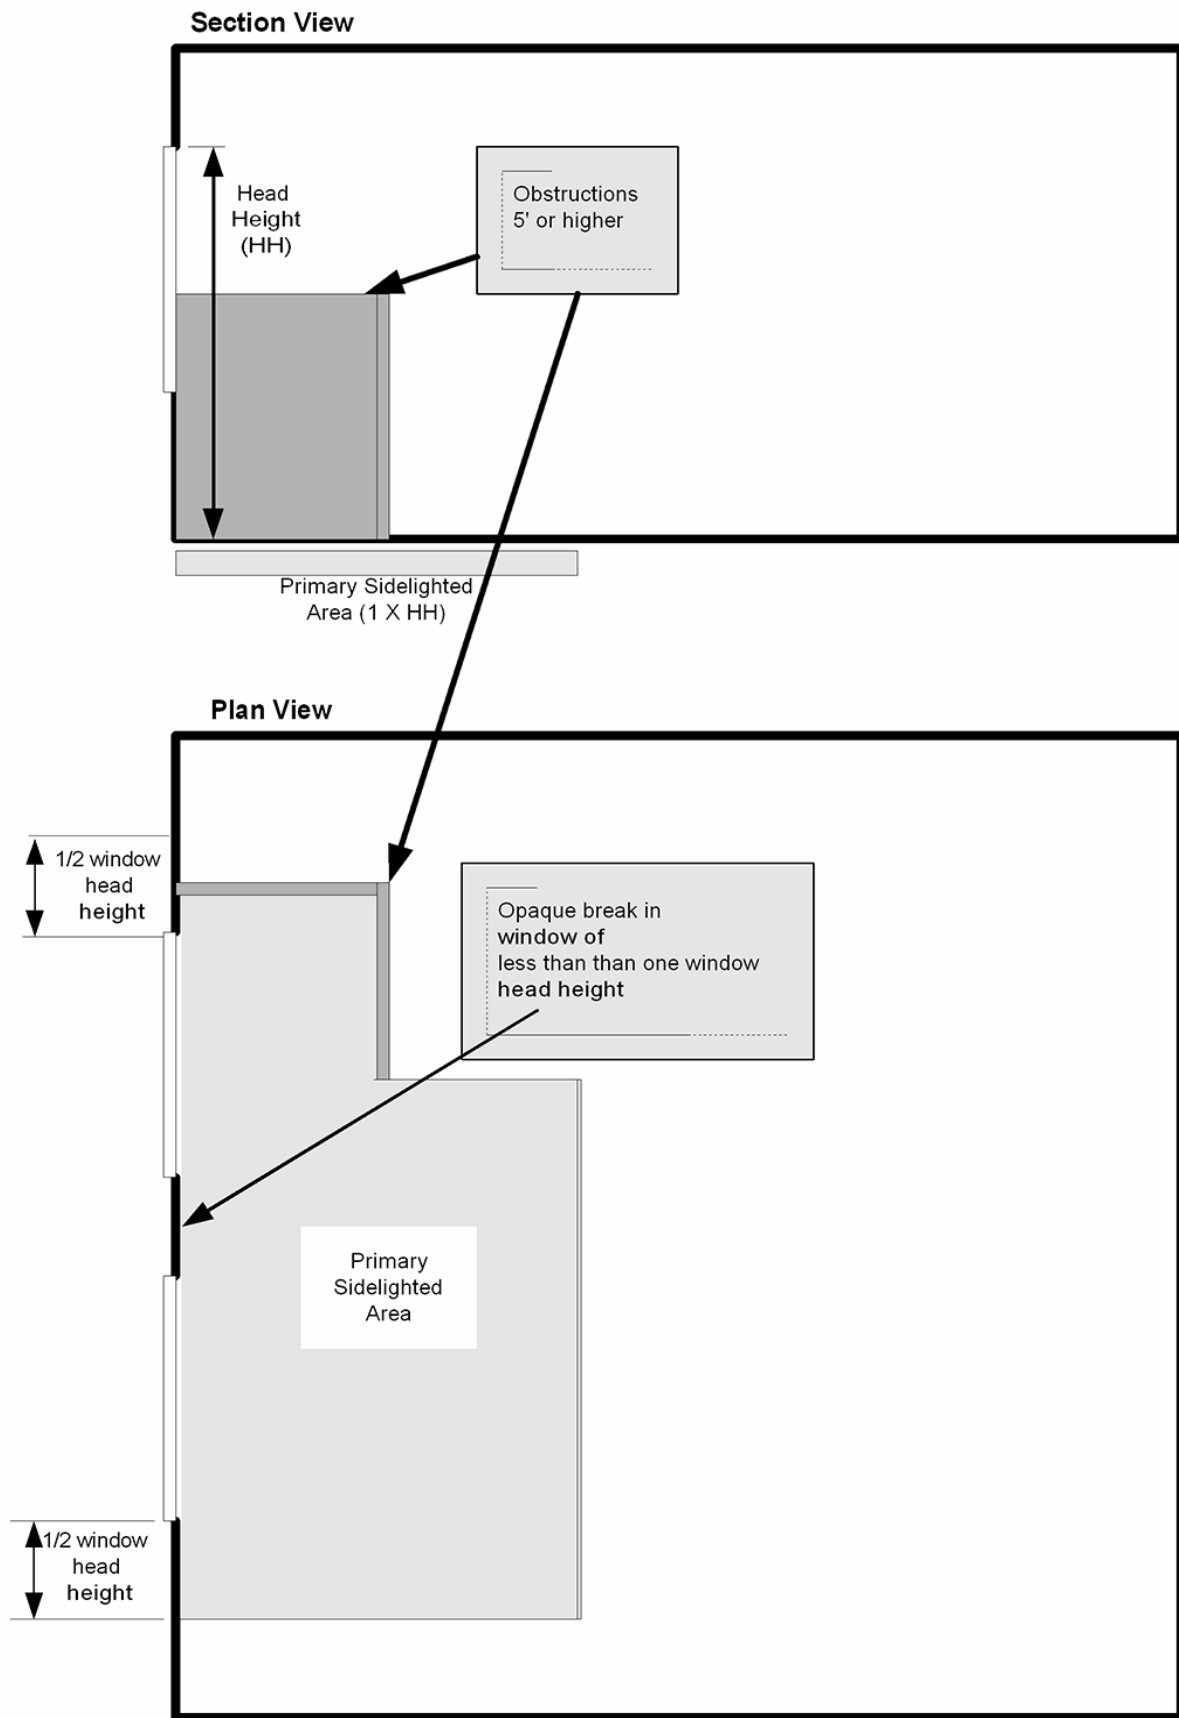 Section View
Head
Height
(HH)
Obstructions
5' or higher
Primary Sidelighted
Area (1 X HH)
Plan View
1/2 window
head
height
Opaque break in
window of
less than than one window
head height
Primary
Sidelighted
Area
1/2 window
head
height